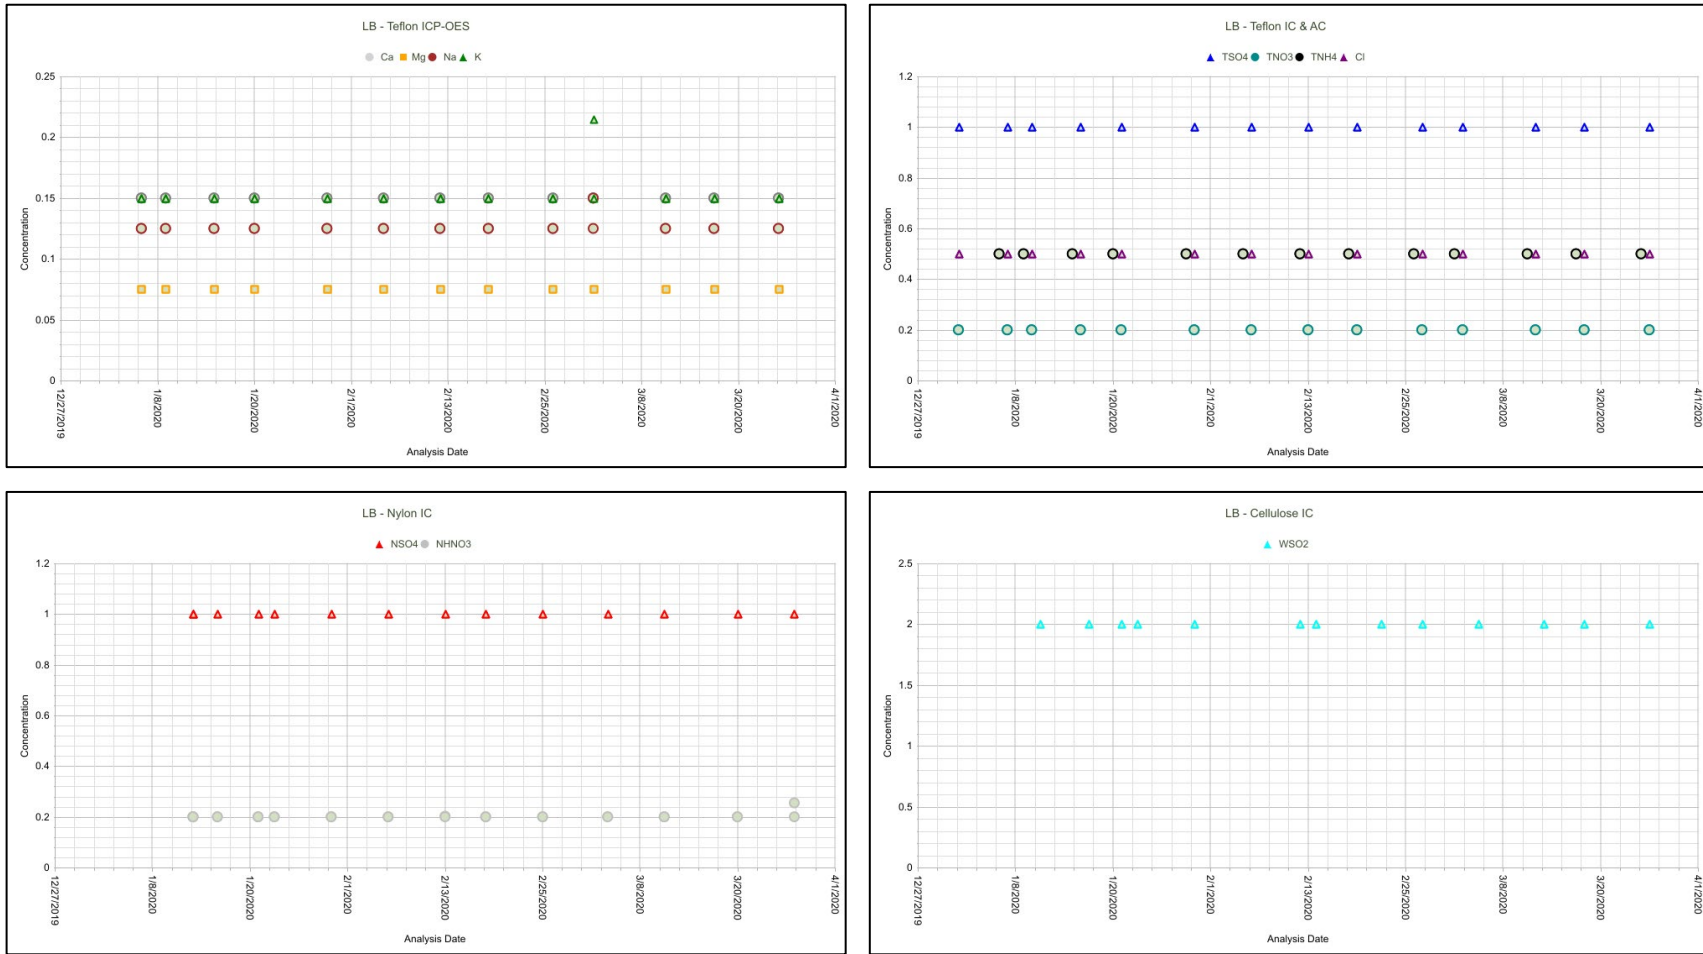 LB - Teflon ICP-OES
Ca Mg Na K
0.25
0.2
0.15
0.1
0.05
0
Concentration
12/27/2019 1/8/2020 1/20/2020 2/1/2020 2/13/2020 2/25/2020 3/8/2020 3/20/2020 4/1/2020
Analysis Date
LB - Teflon IC & AC
TSO4 TNO3 TNH4 Cl
1.2
1
0.8
0.6
0.4
0.2
0
Concentration
12/27/2019 1/8/2020 1/20/2020 2/1/2020 2/13/2020 2/25/2020 3/8/2020 3/20/2020 4/1/2020
Analysis Date
LB - Nylon IC
NSO4 NHNO3
1.2
1
0.8
0.6
0.4
0.2
0
Concentration
12/27/2019 1/8/2020 1/20/2020 2/1/2020 2/13/2020 2/25/2020 3/8/2020 3/20/2020 4/1/2020
Analysis Date
LB - Cellulose IC
WSO2
2.5
2
1.5
1
0.5
0
Concentration
12/27/2019 1/8/2020 1/20/2020 2/1/2020 2/13/2020 2/25/2020 3/8/2020 3/20/2020 4/1/2020
Analysis Date